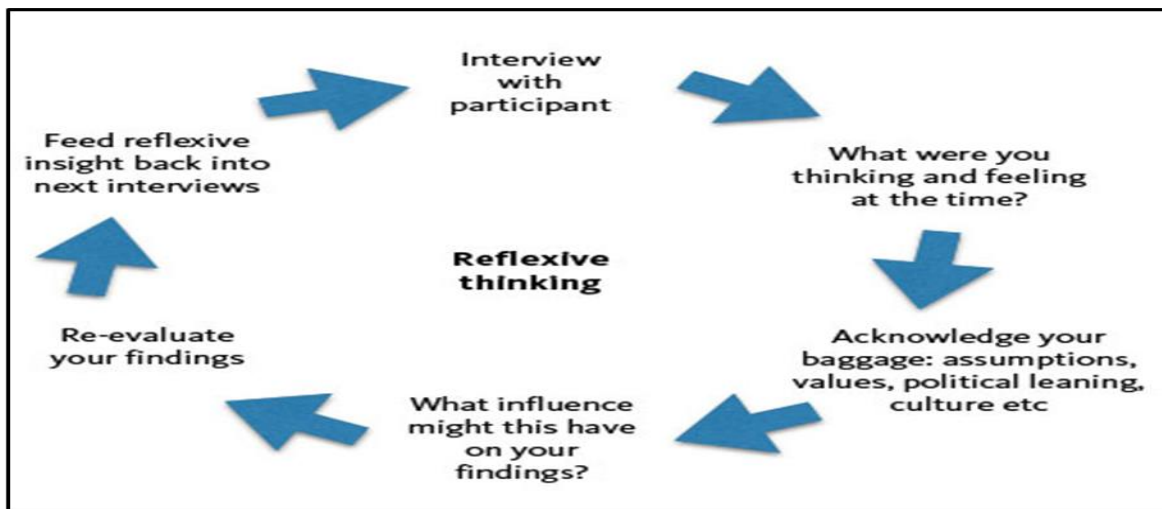 Interview
with
participant
What were you
thinking and feeling
at the time?
Acknowledge your
baggage: assumptions,
values, political leaning,
culture etc
What influence
might this have
on your
findings?
Re-evaluate
your findings
Feed reflexive
insight back into
next interviews
Reflexive
thinking